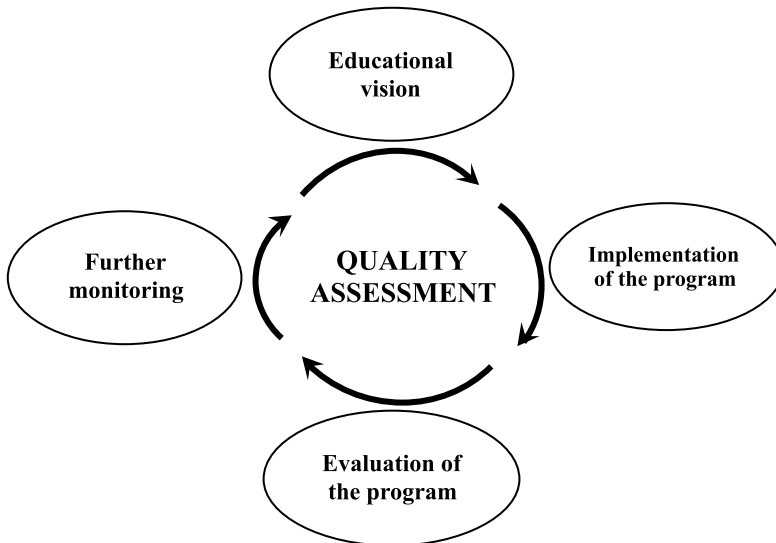 Educational
vision
Implementation
of the program
QUALITY
ASSESSMENT
Further
monitoring
Evaluation of
the program